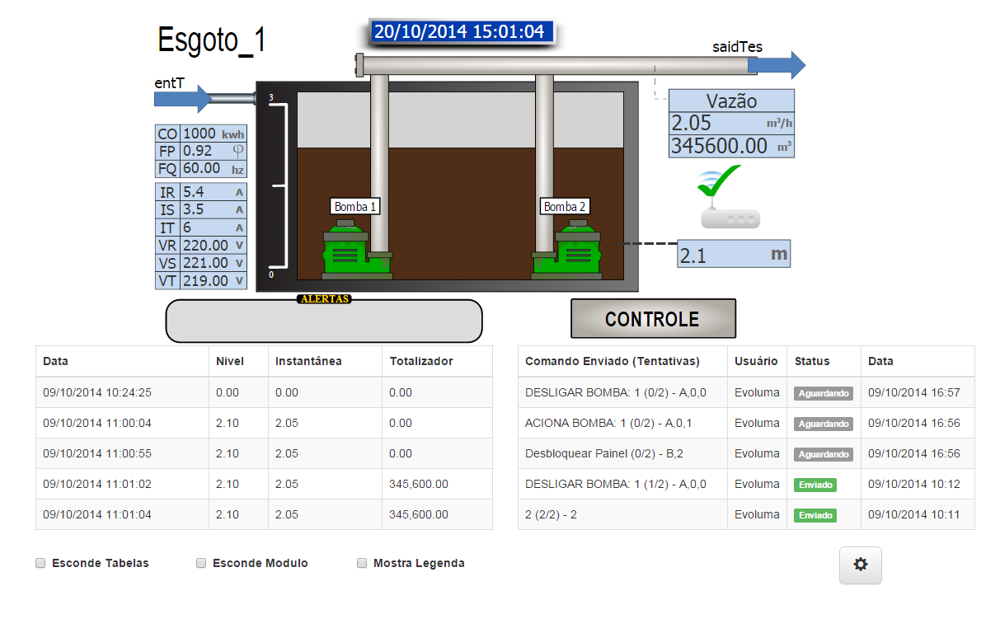 Esgoto_1
20/10/2014 15:01:04
saidTes
entT
3
0
CO 1000 kwh
FP 0.92 φ
FQ 60.00 hz
IR 5.4 A
IS 3.5 A
IT 6 A
VR 220.00 V
VS 221.00 V
VT 219.00 V
Bomba 1
Bomba 2
Vazão
2.05 m³/h
345600.00 m³
2.1 m
ALERTAS
CONTROLE
Data Nivel Instantânea Totalizador
09/10/2014 10:24:25 0.00 0.00 0.00
09/10/2014 11:00:04 2.10 2.05 0.00
09/10/2014 11:00:55 2.10 2.05 0.00
09/10/2014 11:01:02 2.10 2.05 345,600.00
09/10/2014 11:01:04 2.10 2.05 345,600.00
Comando Enviado (Tentativas) Usuário Status Data
DESLIGAR BOMBA: 1 (0/2) - A,0,0 Evoluma Aguardando 09/10/2014 16:57
ACIONA BOMBA: 1 (0/2) - A,0,1 Evoluma Aguardando 09/10/2014 16:56
Desbloquear Painel (0/2) - B,2 Evoluma Aguardando 09/10/2014 16:56
DESLIGAR BOMBA: 1 (1/2) - A,0,0 Evoluma Enviado 09/10/2014 10:12
2 (2/2) - 2 Evoluma Enviado 09/10/2014 10:11
Esconde Tabelas Esconde Modulo Mostra Legenda